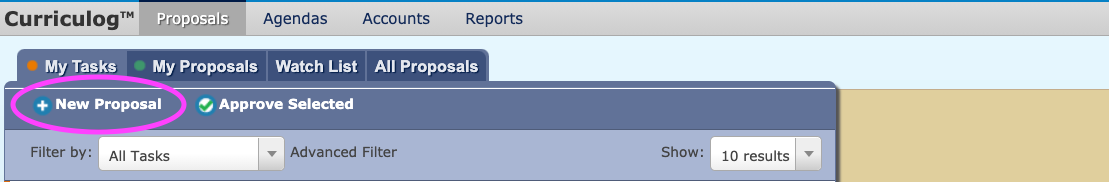 Curriculog™ Proposals Agendas Accounts Reports
My Tasks My Proposals Watch List All Proposals
New Proposal Approve Selected
Filter by: All Tasks Advanced Filter Show: 10 results